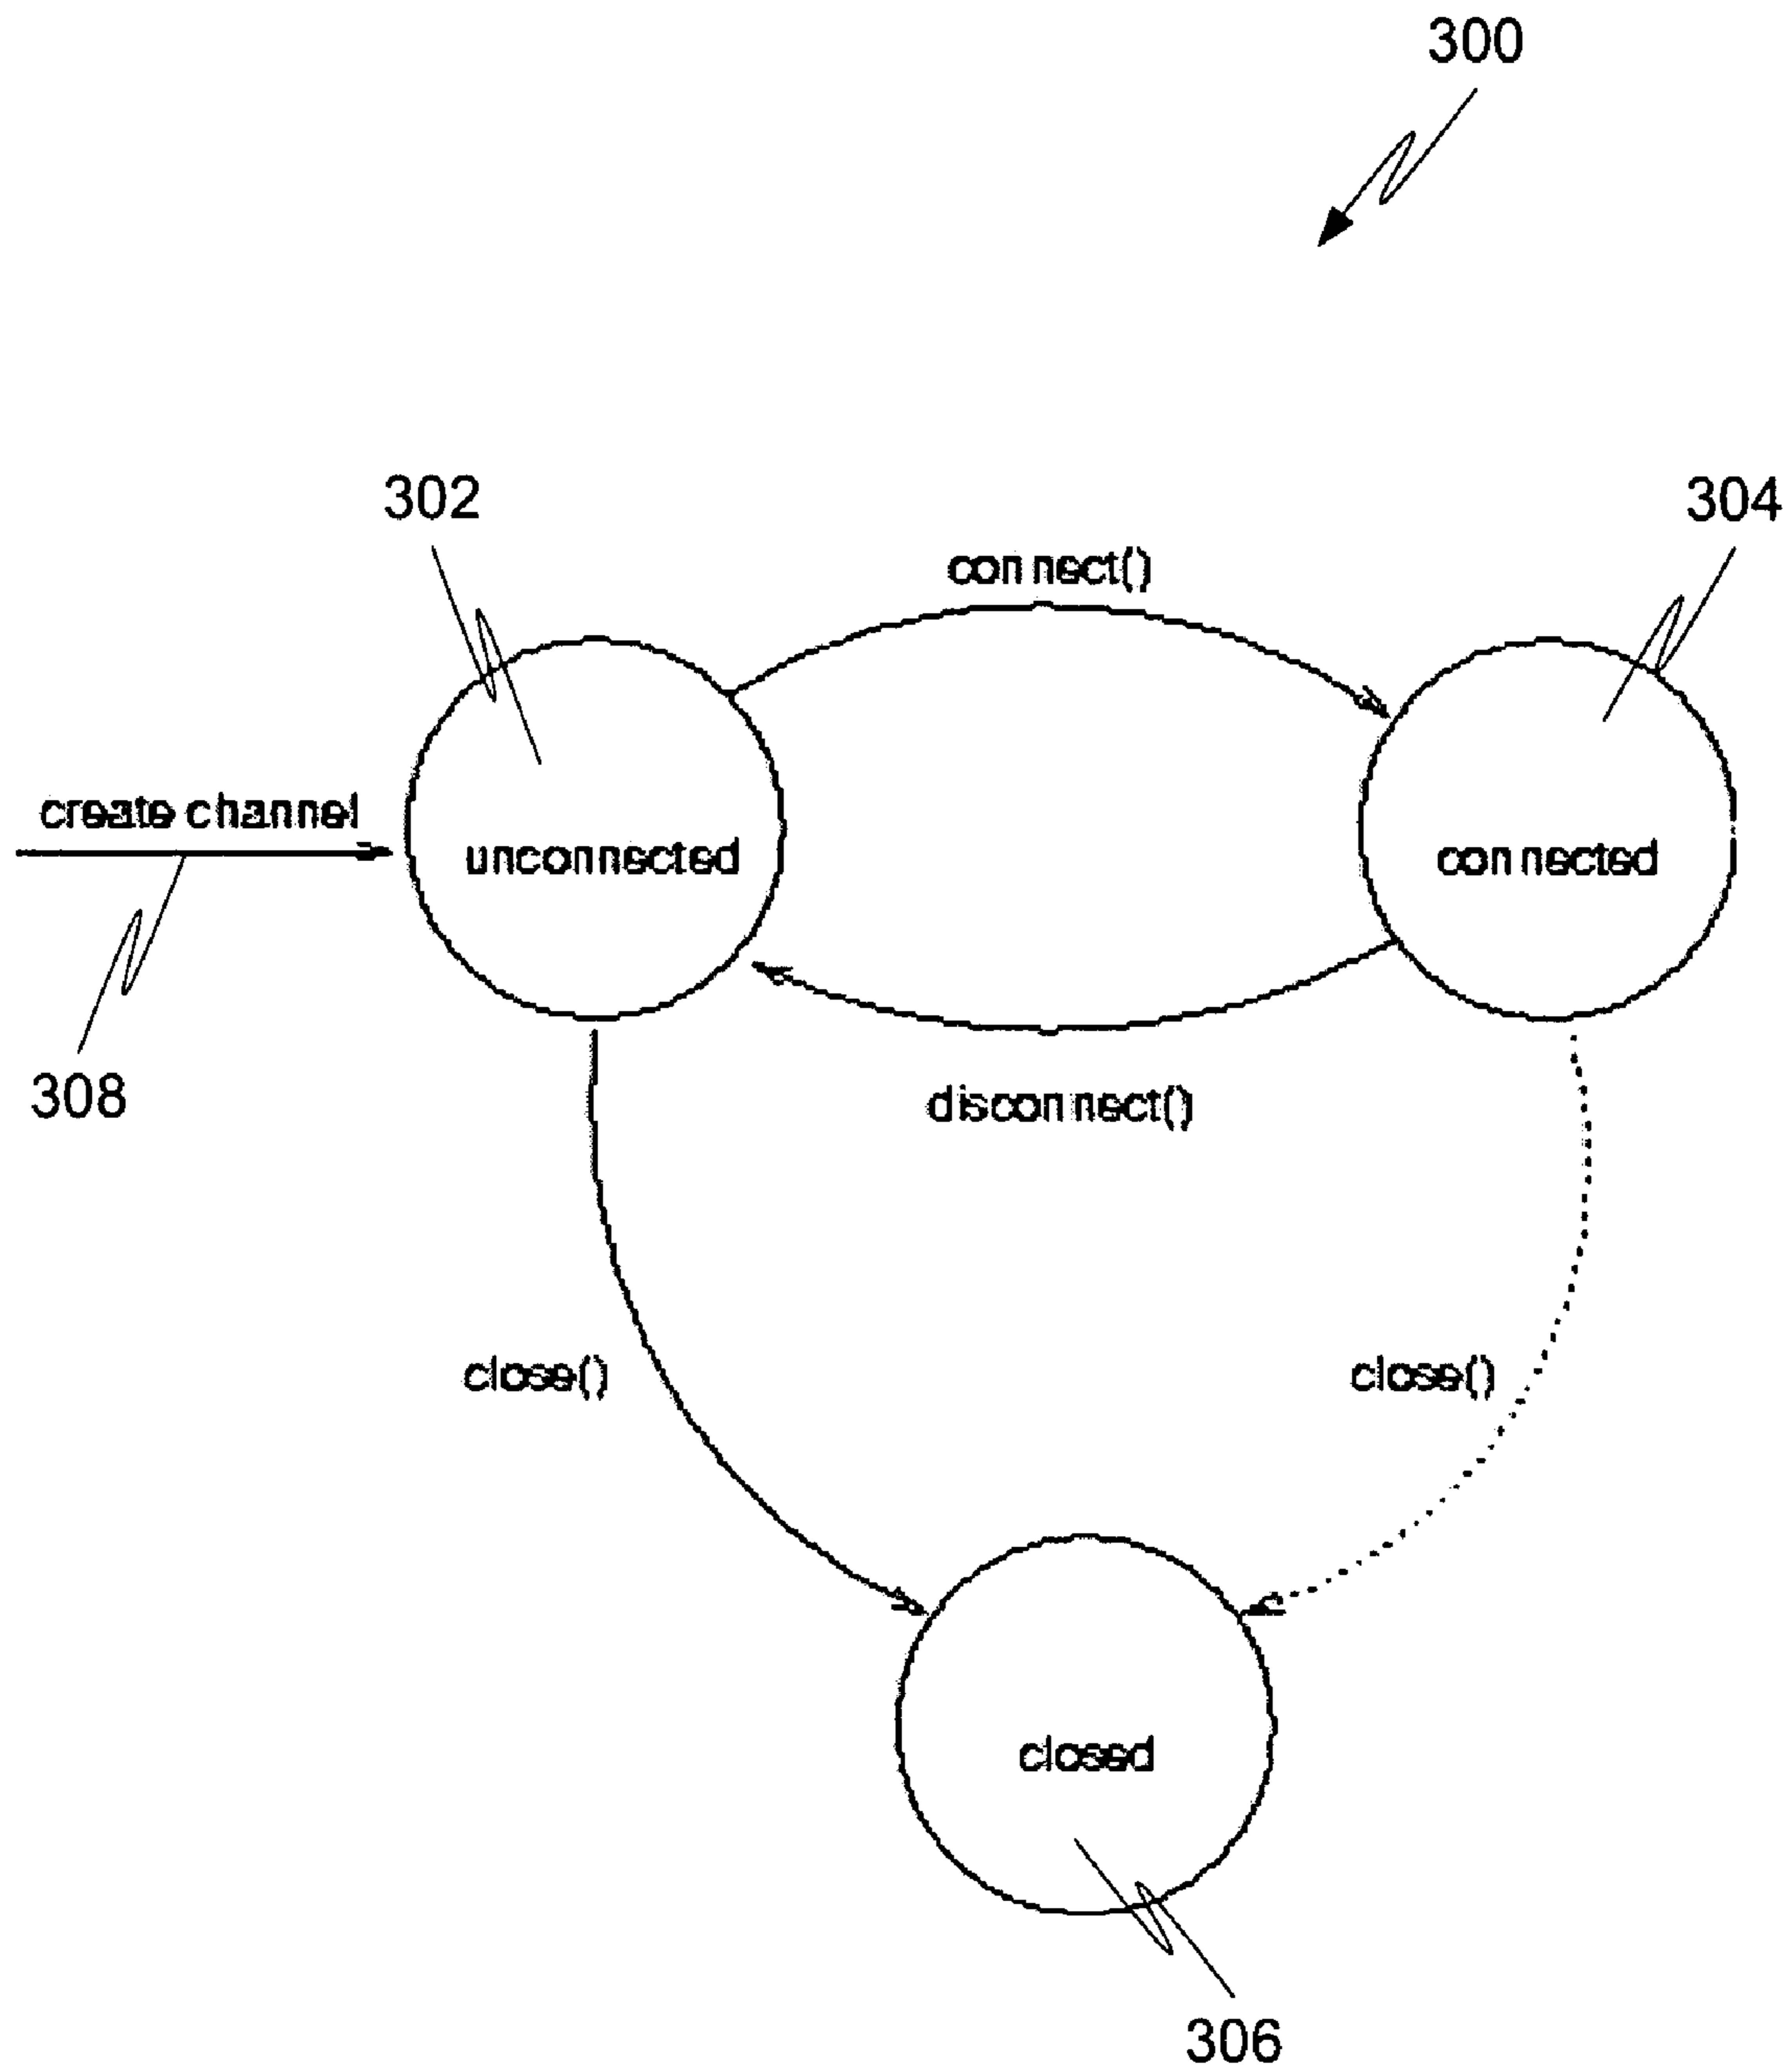 300
302
304
connect()
create channel
unconnected
connected
308
disconnect()
close()
close()
closed
306